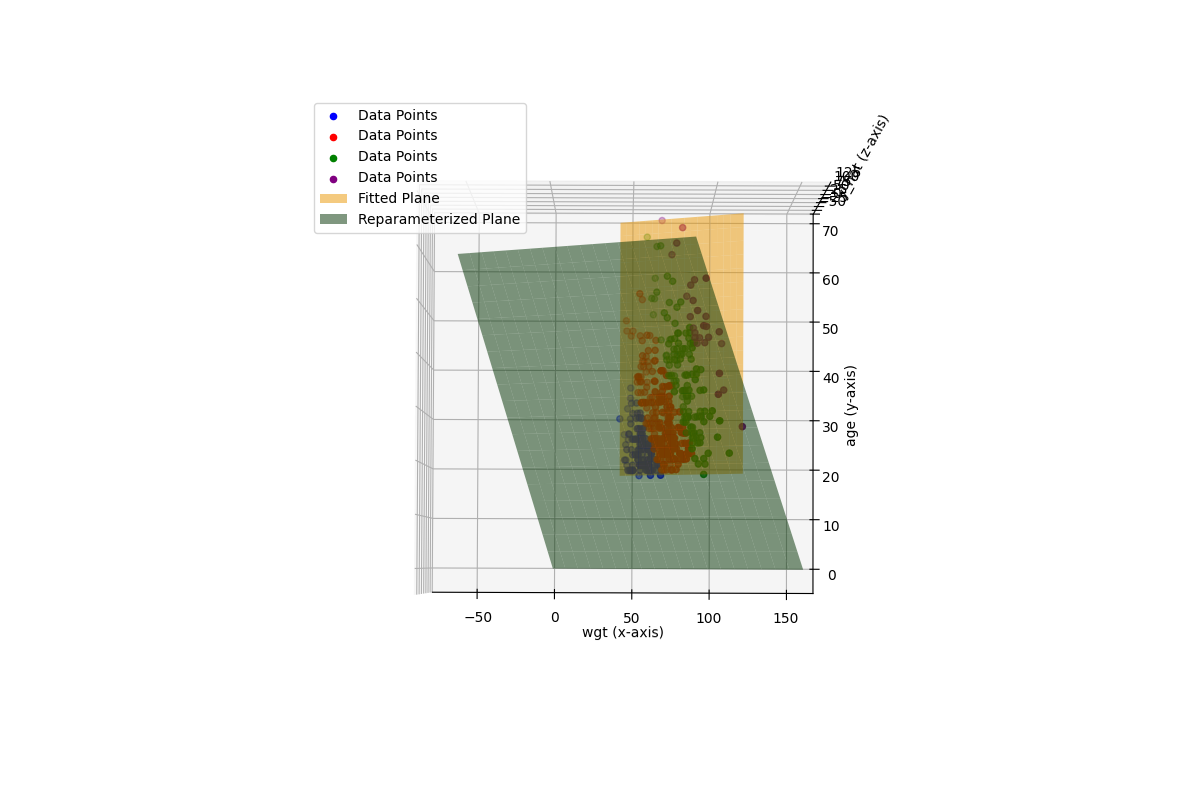 Data Points
Data Points
Data Points
Data Points
Fitted Plane
Reparameterized Plane
70
60
50
40
30
20
10
0
age (y-axis)
−50
0
50
100
150
wgt (x-axis)
(z-axis)